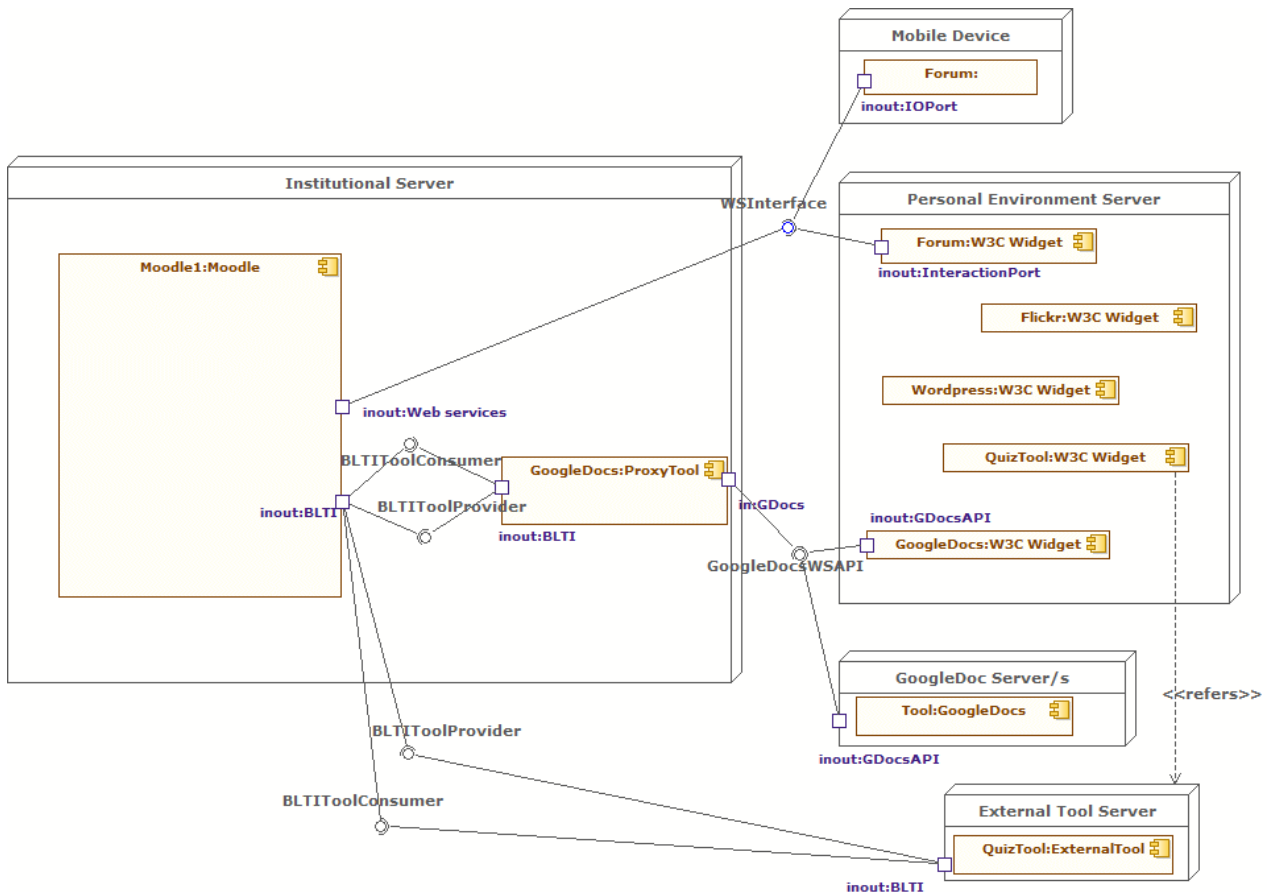 Mobile Device
Forum:
inout:IOPort
Institutional Server
Personal Environment Server
WSInterface
Forum:W3C Widget
Moodle1:Moodle
inout:InteractionPort
Flickr:W3C Widget
Wordpress:W3C Widget
inout:Web services
BLTIToolConsumer
GoogleDocs:ProxyTool
QuizTool:W3C Widget
BLTIToolProvider
in:GDocs
inout:BLTI
inout:GDocsAPI
inout:BLTI
GoogleDocs:W3C Widget
GoogleDocsWSAPI
GoogleDoc Server/s
<<refers>>
Tool:GoogleDocs
BLTIToolProvider
inout:GDocsAPI
BLTIToolConsumer
External Tool Server
QuizTool:ExternalTool
inout:BLTI